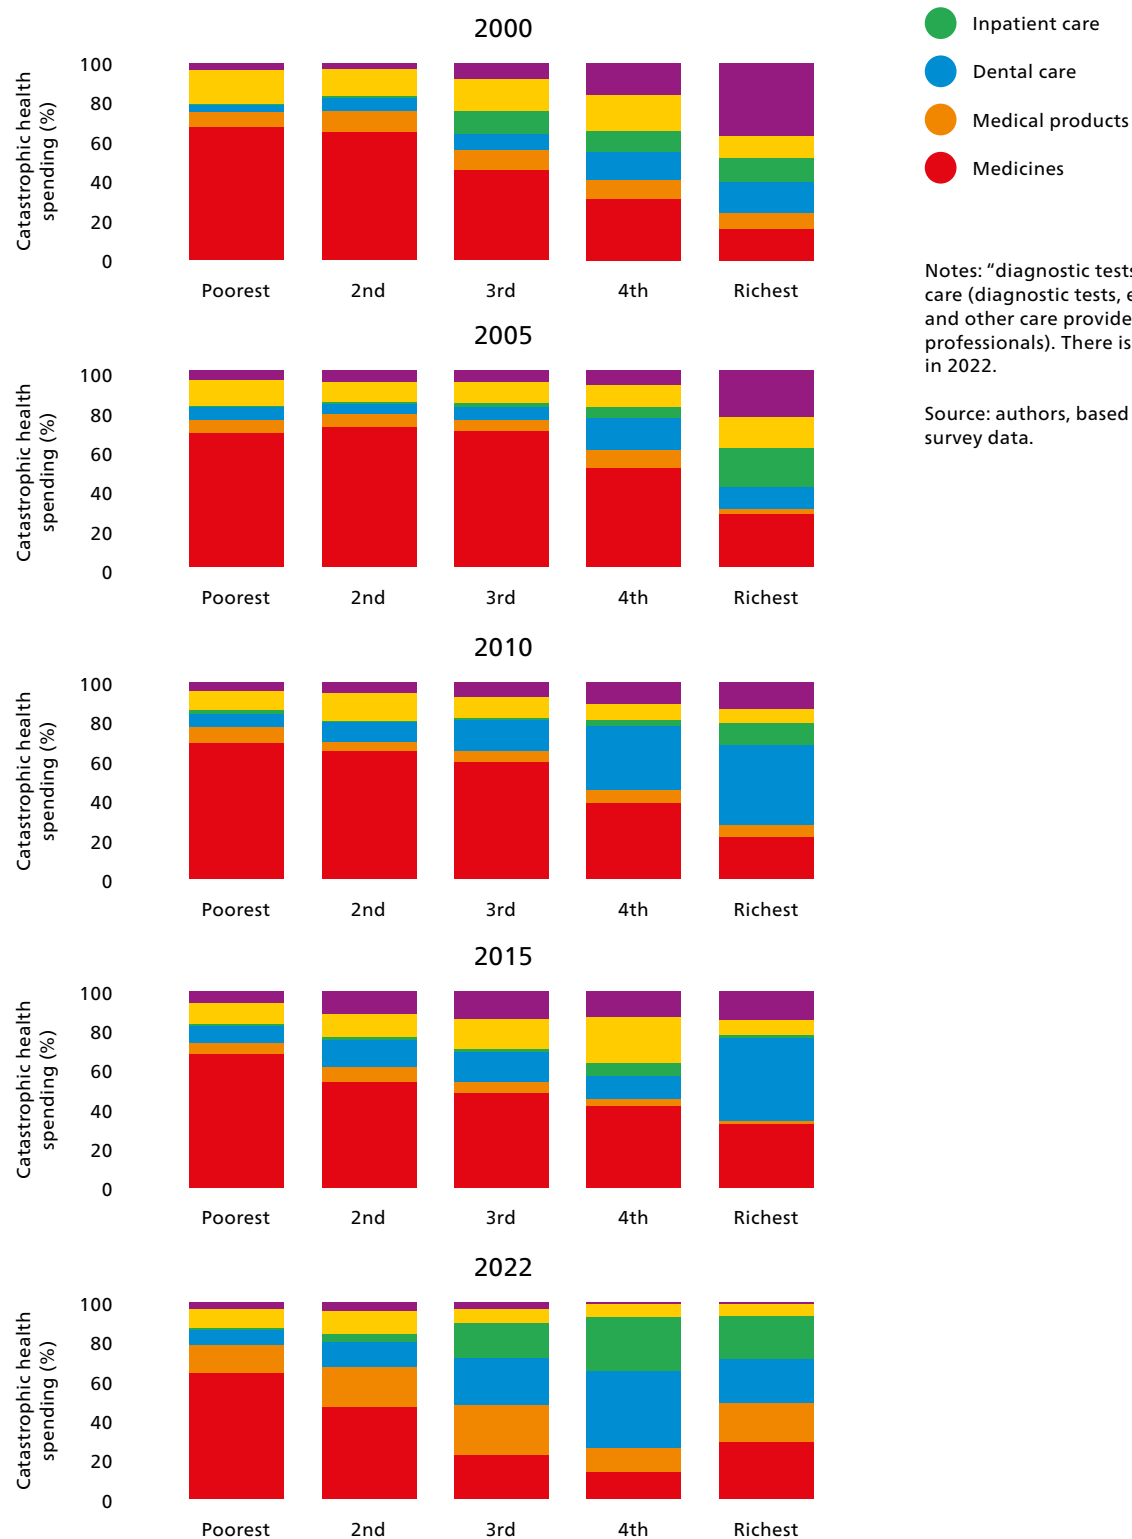 2000
Catastrophic health
spending (%)
100
80
60
40
20
0
Poorest 2nd 3rd 4th Richest
2005
Catastrophic health
spending (%)
100
80
60
40
20
0
Poorest 2nd 3rd 4th Richest
2010
Catastrophic health
spending (%)
100
80
60
40
20
0
Poorest 2nd 3rd 4th Richest
2015
Catastrophic health
spending (%)
100
80
60
40
20
0
Poorest 2nd 3rd 4th Richest
2022
Catastrophic health
spending (%)
100
80
60
40
20
0
Poorest 2nd 3rd 4th Richest
Inpatient care
Dental care
Medical products
Medicines
Notes: “diagnostic tests
care (diagnostic tests, e
and other care provide
professionals). There is
in 2022.
Source: authors, based
survey data.